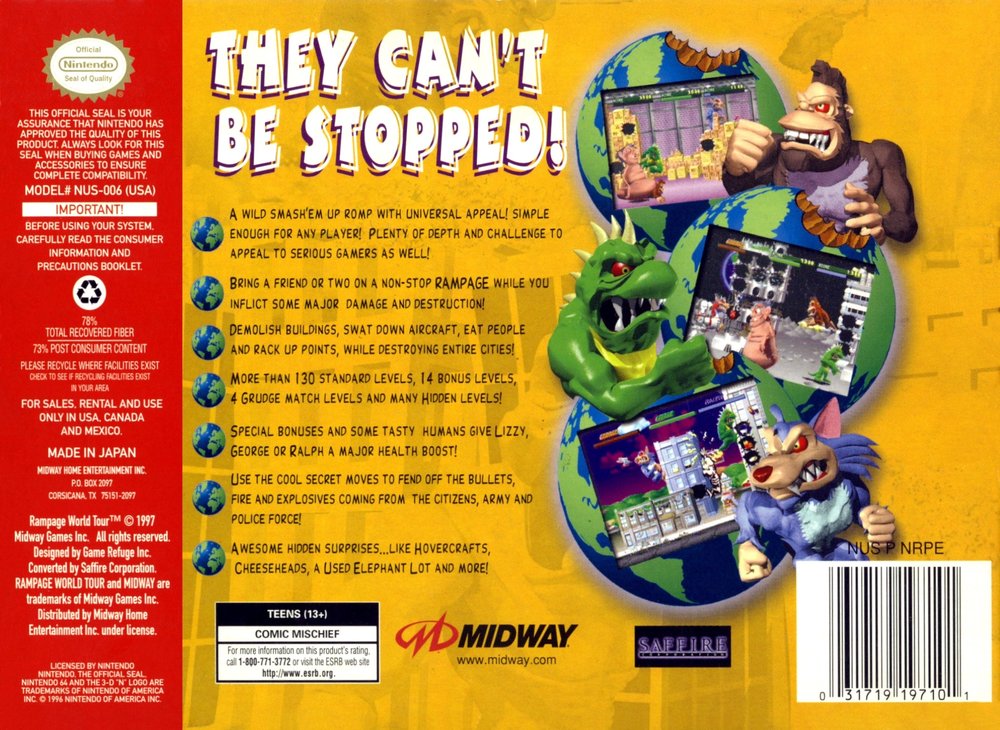 Official
Nintendo
Seal of Quality
THIS OFFICIAL SEAL IS YOUR
ASSURANCE THAT NINTENDO HAS
APPROVED THE QUALITY OF THIS
PRODUCT. ALWAYS LOOK FOR THIS
SEAL WHEN BUYING GAMES AND
ACCESSORIES TO ENSURE
COMPLETE COMPATIBILITY.
MODEL# NUS-006 (USA)
IMPORTANT!
BEFORE USING YOUR SYSTEM.
CAREFULLY READ THE CONSUMER
INFORMATION AND
PRECAUTIONS BOOKLET.
78%
TOTAL RECOVERED FIBER
73% POST CONSUMER CONTENT
PLEASE RECYCLE WHERE FACILITIES EXIST
CHECK TO SEE IF RECYCLING FACILITIES EXIST
IN YOUR AREA
FOR SALES, RENTAL AND USE
ONLY IN USA, CANADA
AND MEXICO.
MADE IN JAPAN
MIDWAY HOME ENTERTAINMENT INC.
P.O. BOX 2097
CORSICANA, TX 75151-2097
Rampage World Tour™ © 1997
Midway Games Inc. All rights reserved.
Designed by Game Refuge Inc.
Converted by Saffire Corporation.
RAMPAGE WORLD TOUR and MIDWAY are
trademarks of Midway Games Inc.
Distributed by Midway Home
Entertainment Inc. under license.
LICENSED BY NINTENDO
NINTENDO, THE OFFICIAL SEAL,
NINTENDO 64 AND THE 3-D "N" LOGO ARE
TRADEMARKS OF NINTENDO OF AMERICA
INC. © 1996 NINTENDO OF AMERICA INC.
THEY CAN'T
BE STOPPED!
A WILD SMASH'EM UP ROMP WITH UNIVERSAL APPEAL! SIMPLE
ENOUGH FOR ANY PLAYER! PLENTY OF DEPTH AND CHALLENGE TO
APPEAL TO SERIOUS GAMERS AS WELL!
BRING A FRIEND OR TWO ON A NON-STOP RAMPAGE WHILE YOU
INFLICT SOME MAJOR DAMAGE AND DESTRUCTION!
DEMOLISH BUILDINGS, SWAT DOWN AIRCRAFT, EAT PEOPLE
AND RACK UP POINTS, WHILE DESTROYING ENTIRE CITIES!
MORE THAN 130 STANDARD LEVELS, 14 BONUS LEVELS,
4 GRUDGE MATCH LEVELS AND MANY HIDDEN LEVELS!
SPECIAL BONUSES AND SOME TASTY HUMANS GIVE LIZZY,
GEORGE OR RALPH A MAJOR HEALTH BOOST!
USE THE COOL SECRET MOVES TO FEND OFF THE BULLETS,
FIRE AND EXPLOSIVES COMING FROM THE CITIZENS, ARMY AND
POLICE FORCE!
AWESOME HIDDEN SURPRISES...LIKE HOVERCRAFTS,
CHEESEHEADS, A USED ELEPHANT LOT AND MORE!
TEENS (13+)
COMIC MISCHIEF
For more information on this product's rating,
call 1-800-771-3772 or visit the ESRB web site
http://www.esrb.org.
MIDWAY
www.midway.com
SAFFIRE
CORPORATION
NUS P NRPE
0 31719 19710 1